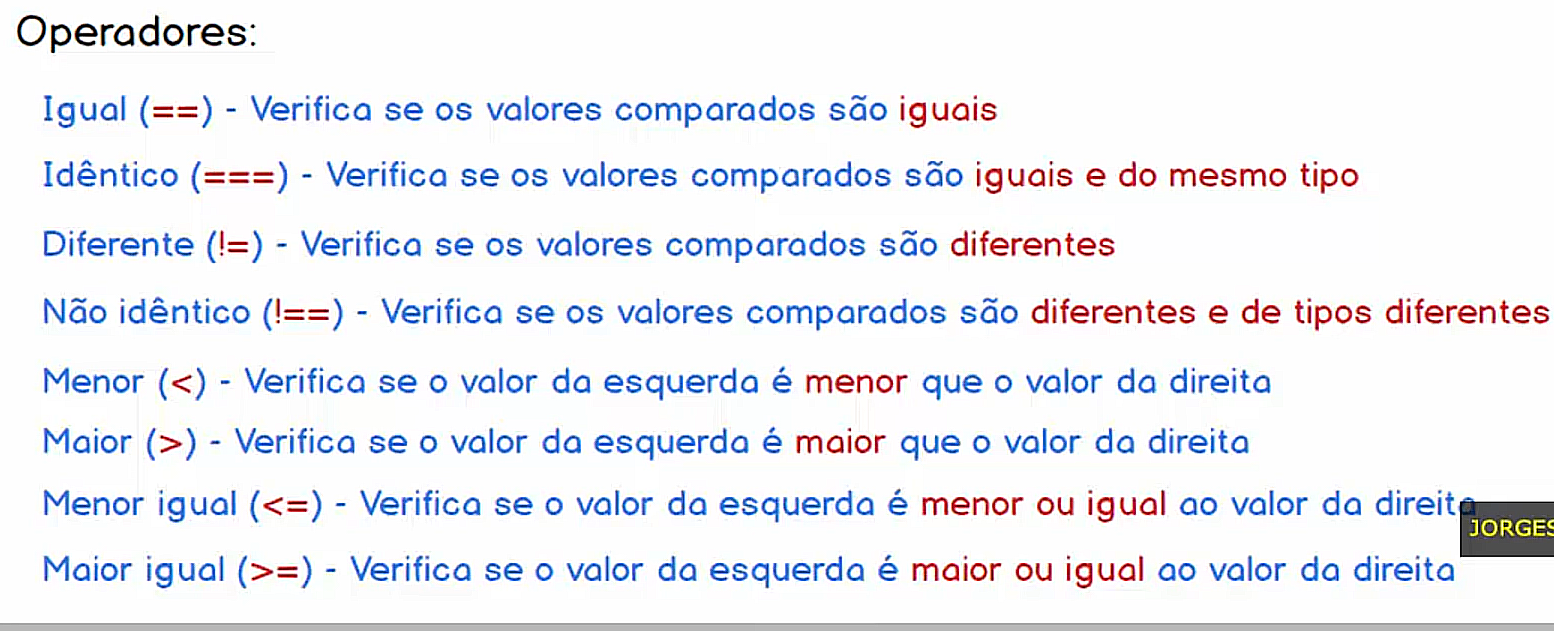 Operadores:
Igual (==) - Verifica se os valores comparados são iguais
Idêntico (===) - Verifica se os valores comparados são iguais e do mesmo tipo
Diferente (!=) - Verifica se os valores comparados são diferentes
Não idêntico (!==) - Verifica se os valores comparados são diferentes e de tipos diferentes
Menor (<) - Verifica se o valor da esquerda é menor que o valor da direita
Maior (>) - Verifica se o valor da esquerda é maior que o valor da direita
Menor igual (<=) - Verifica se o valor da esquerda é menor ou igual ao valor da direita
JORGES
Maior igual (>=) - Verifica se o valor da esquerda é maior ou igual ao valor da direita